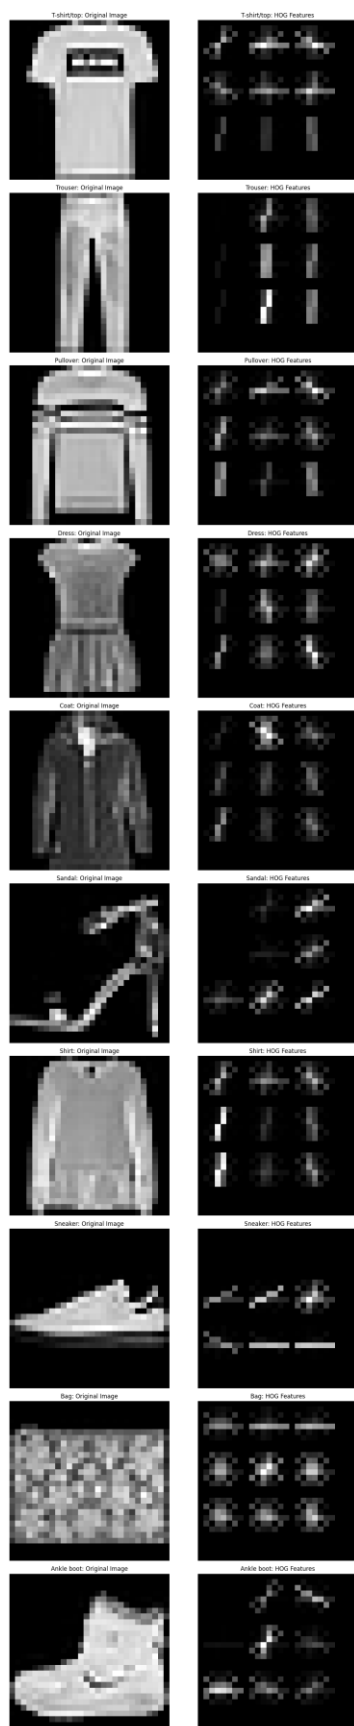 T-shirt/top: Original Image
T-shirt/top: HOG Features
Trouser: Original Image
Trouser: HOG Features
Pullover: Original Image
Pullover: HOG Features
Dress: Original Image
Dress: HOG Features
Coat: Original Image
Coat: HOG Features
Sandal: Original Image
Sandal: HOG Features
Shirt: Original Image
Shirt: HOG Features
Sneaker: Original Image
Sneaker: HOG Features
Bag: Original Image
Bag: HOG Features
Ankle boot: Original Image
Ankle boot: HOG Features